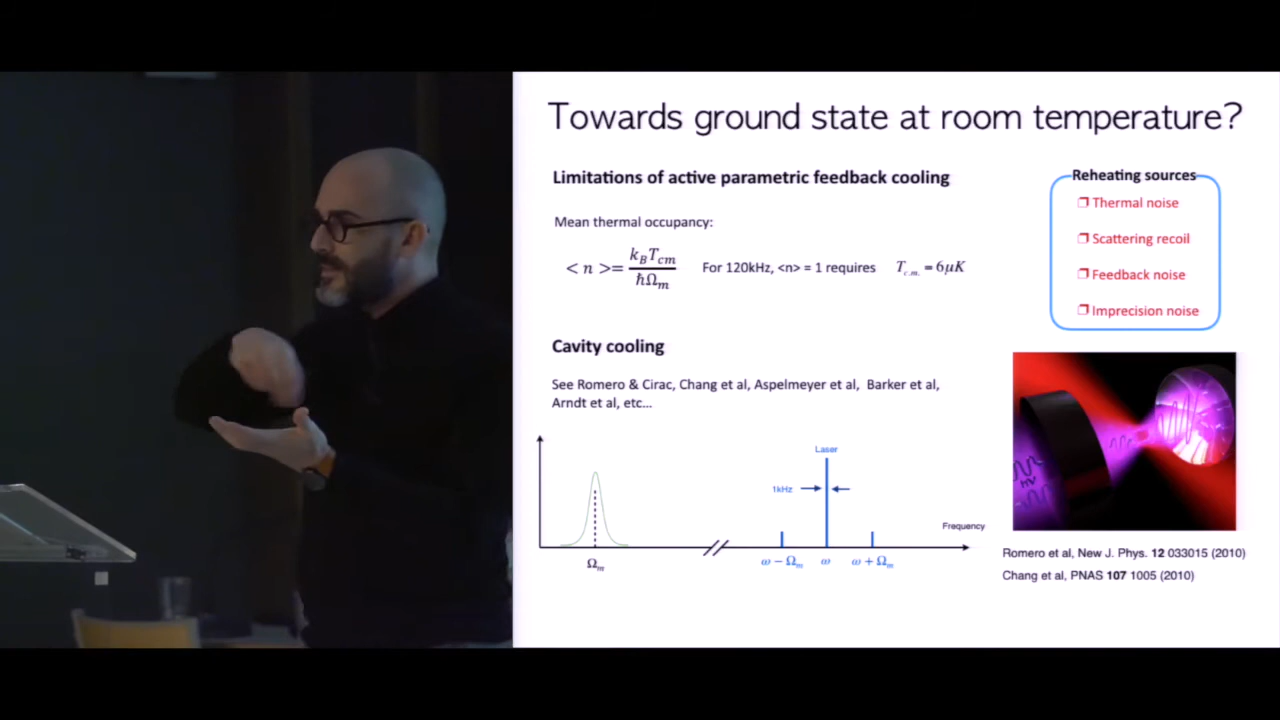 Towards ground state at room temperature?
Limitations of active parametric feedback cooling
Mean thermal occupancy:
< n >= k_B T_cm / ħΩ_m
For 120kHz, <n> = 1 requires
T_c.m. = 6μK
Reheating sources
❒ Thermal noise
❒ Scattering recoil
❒ Feedback noise
❒ Imprecision noise
Cavity cooling
See Romero & Cirac, Chang et al, Aspelmeyer et al, Barker et al,
Arndt et al, etc...
Laser
1kHz
Frequency
Ω_m
ω − Ω_m
ω
ω + Ω_m
hν
Romero et al, New J. Phys. 12 033015 (2010)
Chang et al, PNAS 107 1005 (2010)